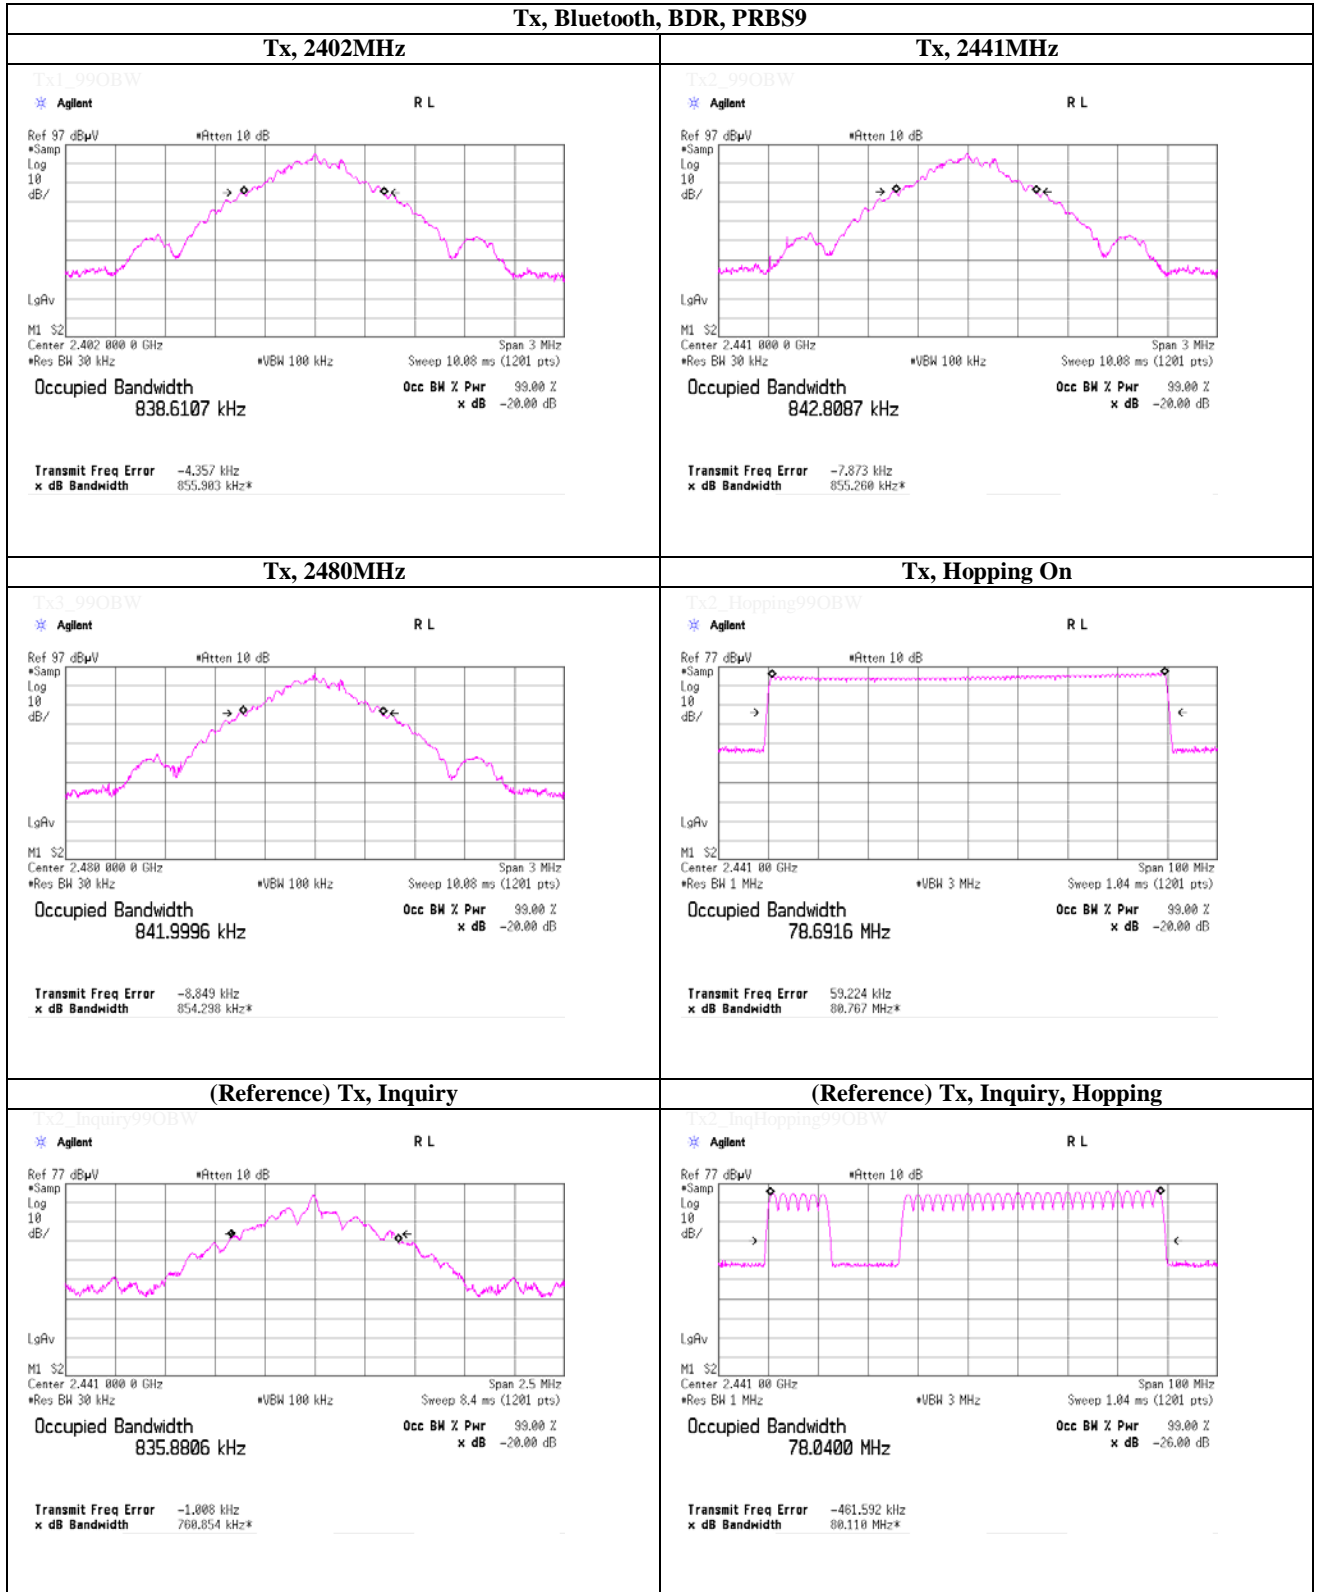 Tx, Bluetooth, BDR, PRBS9
Tx, 2402MHz
Tx1_99OBW
Agilent
R L
Ref 97 dBµV
#Atten 10 dB
#Samp
Log
10
dB/
LgAv
M1 S2
Center 2.402 000 0 GHz
Span 3 MHz
#Res BW 30 kHz
#VBW 100 kHz
Sweep 10.08 ms (1201 pts)
Occupied Bandwidth
838.6107 kHz
Occ BW % Pwr 99.00 %
x dB -20.00 dB
Transmit Freq Error -4.357 kHz
x dB Bandwidth 855.903 kHz*
Tx, 2441MHz
Tx2_99OBW
Agilent
R L
Ref 97 dBµV
#Atten 10 dB
#Samp
Log
10
dB/
LgAv
M1 S2
Center 2.441 000 0 GHz
Span 3 MHz
#Res BW 30 kHz
#VBW 100 kHz
Sweep 10.08 ms (1201 pts)
Occupied Bandwidth
842.8087 kHz
Occ BW % Pwr 99.00 %
x dB -20.00 dB
Transmit Freq Error -7.873 kHz
x dB Bandwidth 855.260 kHz*
Tx, 2480MHz
Tx3_99OBW
Agilent
R L
Ref 97 dBµV
#Atten 10 dB
#Samp
Log
10
dB/
LgAv
M1 S2
Center 2.480 000 0 GHz
Span 3 MHz
#Res BW 30 kHz
#VBW 100 kHz
Sweep 10.08 ms (1201 pts)
Occupied Bandwidth
841.9996 kHz
Occ BW % Pwr 99.00 %
x dB -20.00 dB
Transmit Freq Error -8.849 kHz
x dB Bandwidth 854.298 kHz*
Tx, Hopping On
Tx2_Hopping99OBW
Agilent
R L
Ref 77 dBµV
#Atten 10 dB
#Samp
Log
10
dB/
LgAv
M1 S2
Center 2.441 00 GHz
Span 100 MHz
#Res BW 1 MHz
#VBW 3 MHz
Sweep 1.04 ms (1201 pts)
Occupied Bandwidth
78.6916 MHz
Occ BW % Pwr 99.00 %
x dB -20.00 dB
Transmit Freq Error 59.224 kHz
x dB Bandwidth 80.767 MHz*
(Reference) Tx, Inquiry
Tx2_Inquiry99OBW
Agilent
R L
Ref 77 dBµV
#Atten 10 dB
#Samp
Log
10
dB/
LgAv
M1 S2
Center 2.441 000 0 GHz
Span 2.5 MHz
#Res BW 30 kHz
#VBW 100 kHz
Sweep 8.4 ms (1201 pts)
Occupied Bandwidth
835.8806 kHz
Occ BW % Pwr 99.00 %
x dB -20.00 dB
Transmit Freq Error -1.008 kHz
x dB Bandwidth 760.854 kHz*
(Reference) Tx, Inquiry, Hopping
Tx2_InqHopping99OBW
Agilent
R L
Ref 77 dBµV
#Atten 10 dB
#Samp
Log
10
dB/
LgAv
M1 S2
Center 2.441 00 GHz
Span 100 MHz
#Res BW 1 MHz
#VBW 3 MHz
Sweep 1.04 ms (1201 pts)
Occupied Bandwidth
78.0400 MHz
Occ BW % Pwr 99.00 %
x dB -26.00 dB
Transmit Freq Error -461.592 kHz
x dB Bandwidth 80.110 MHz*